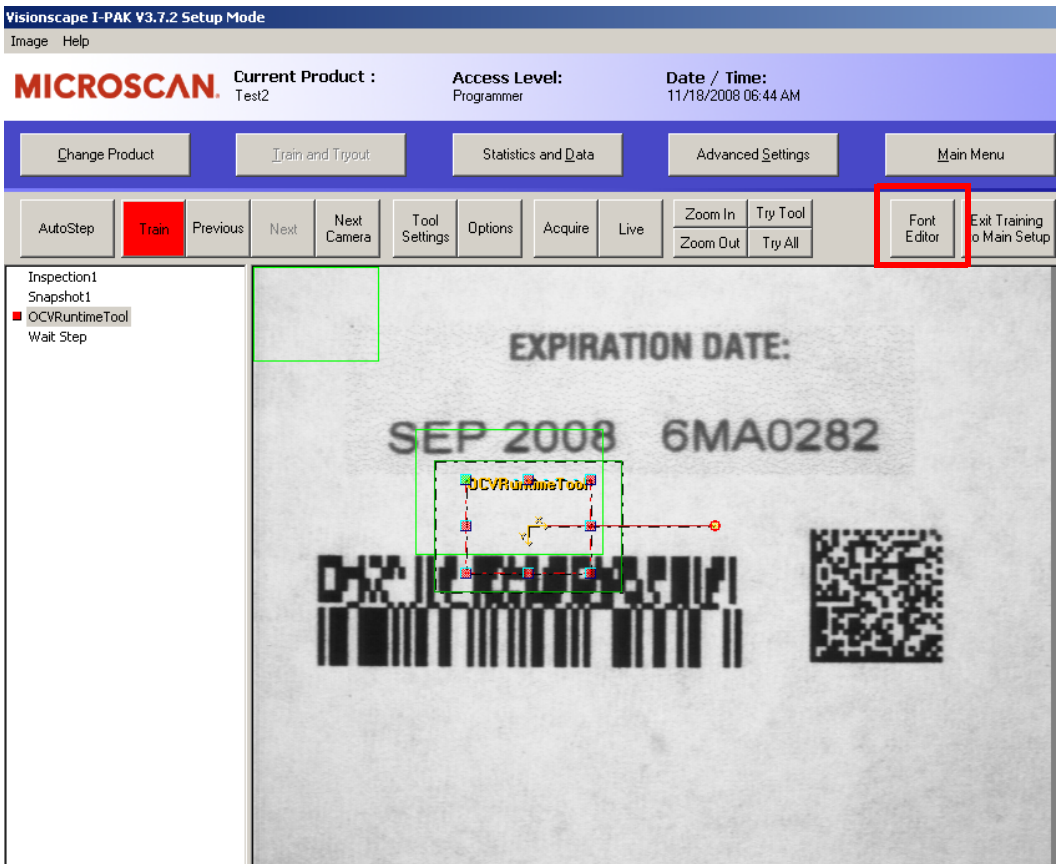 Visionscape I-PAK V3.7.2 Setup Mode
Image Help
MICROSCAN.
Current Product :
Test2
Access Level:
Programmer
Date / Time:
11/18/2008 06:44 AM
Change Product
Train and Tryout
Statistics and Data
Advanced Settings
Main Menu
AutoStep
Train
Previous
Next
Next
Camera
Tool
Settings
Options
Acquire
Live
Zoom In
Zoom Out
Try Tool
Try All
Font
Editor
Exit Training
o Main Setup
Inspection1
Snapshot1
OCVRuntimeTool
Wait Step
EXPIRATION DATE:
SEP 2008 6MA0282
OCVRuntimeTool
X
Y